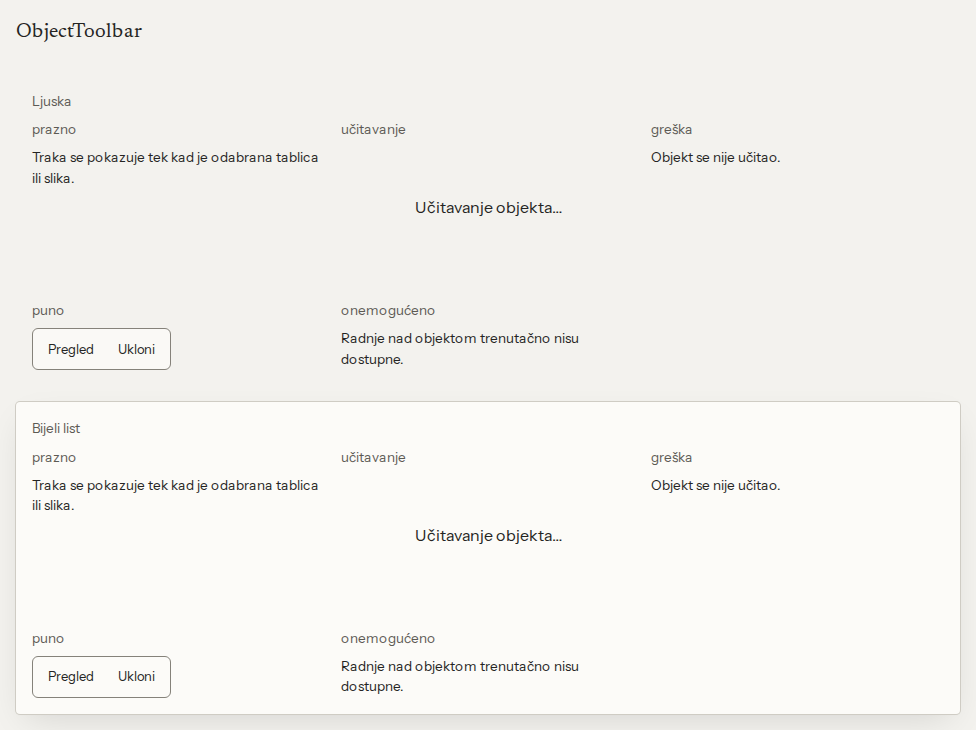 ObjectToolbar
Ljuska
prazno
učitavanje
greška
Traka se pokazuje tek kad je odabrana tablica
ili slika.
Učitavanje objekta…
Objekt se nije učitao.
puno
onemogućeno
Pregled Ukloni
Radnje nad objektom trenutačno nisu
dostupne.
Bijeli list
prazno
učitavanje
greška
Traka se pokazuje tek kad je odabrana tablica
ili slika.
Učitavanje objekta…
Objekt se nije učitao.
puno
onemogućeno
Pregled Ukloni
Radnje nad objektom trenutačno nisu
dostupne.